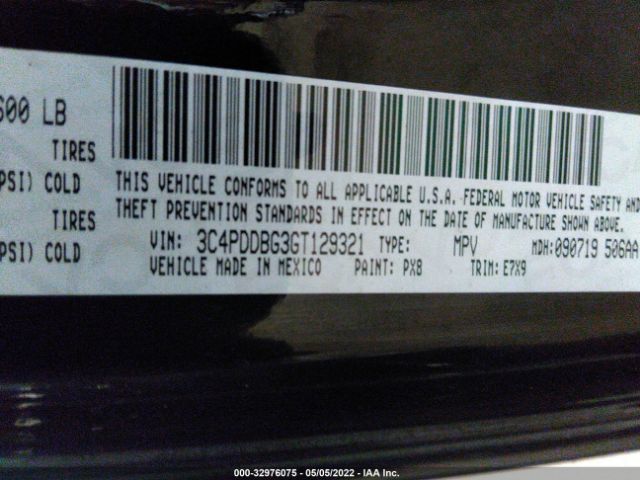 600 LB
TIRES
PSI) COLD
TIRES
PSI) COLD
THIS VEHICLE CONFORMS TO ALL APPLICABLE U.S.A. FEDERAL MOTOR VEHICLE SAFETY AND
THEFT PREVENTION STANDARDS IN EFFECT ON THE DATE OF MANUFACTURE SHOWN ABOVE.
VIN: 3C4PDDBG3GT129321 TYPE: MPV MDH:090719 506AA
VEHICLE MADE IN MEXICO PAINT: PX8 TRIM: E7X9
000-32976075 - 05/05/2022 - IAA Inc.